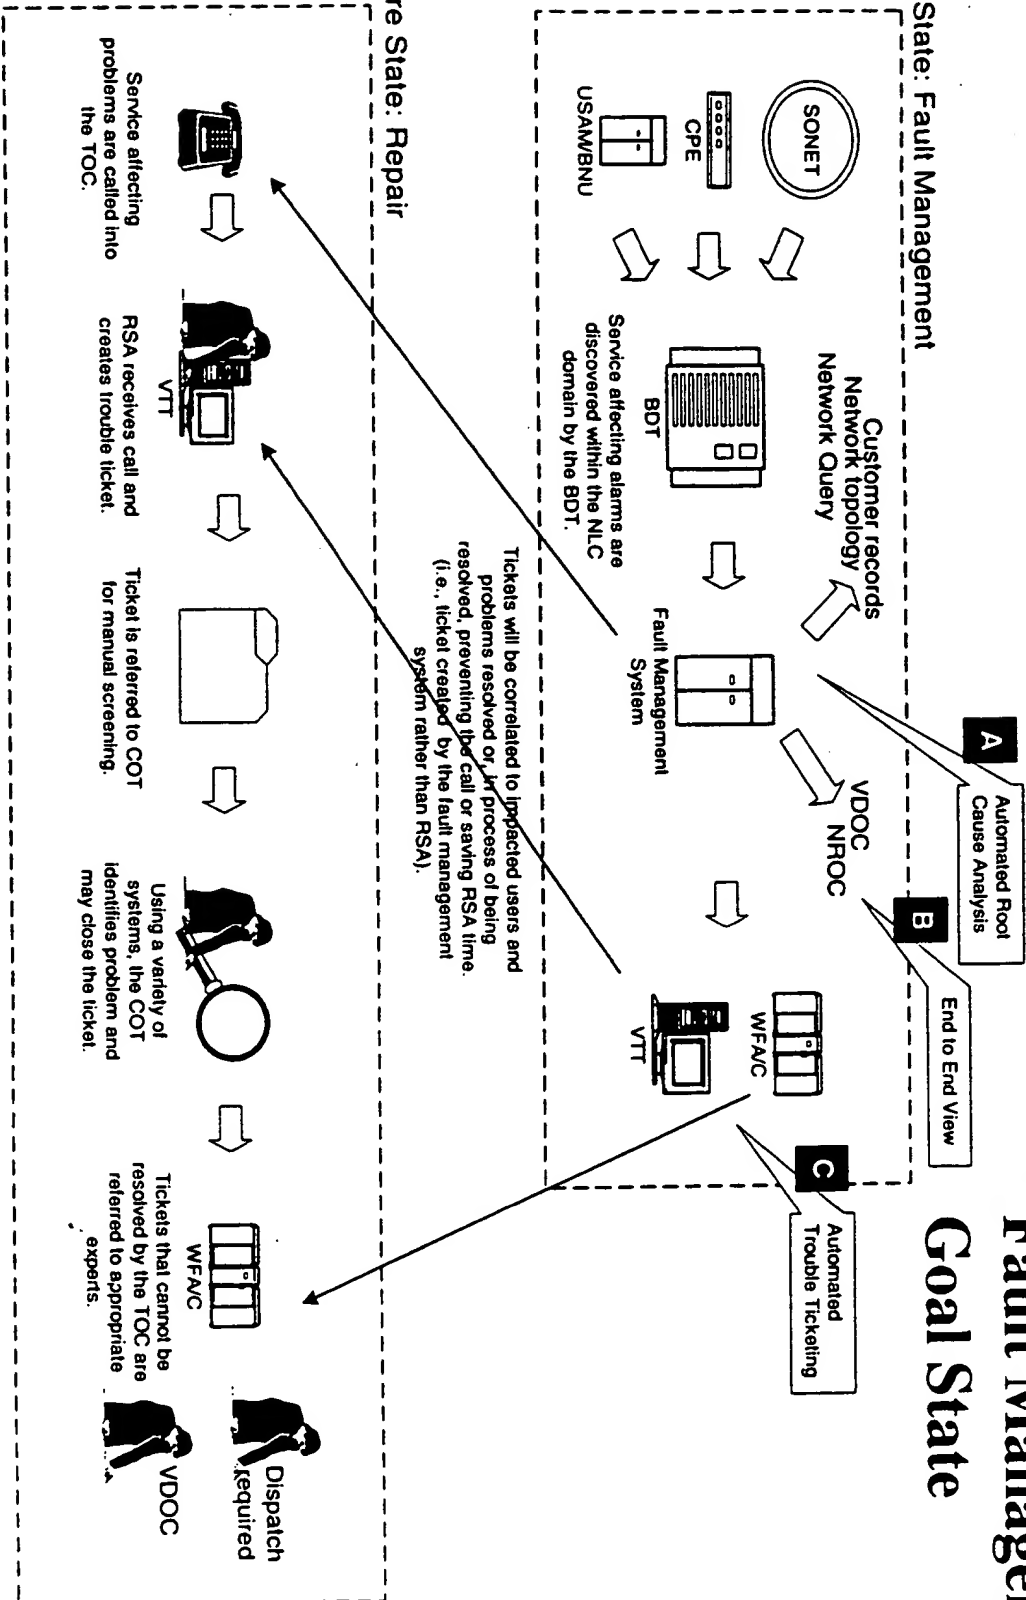 Goal State
State: Fault Management
A
Automated Root
Cause Analysis
B
End to End View
C
Automated
Trouble Ticketing
SONET
CPE
USAM/BNU
Customer records
Network topology
Network Query
BDT
Service affecting alarms are
discovered within the NLC
domain by the BDT.
Fault Management
System
VDOC
NROC
WFA/C
VTT
Tickets will be correlated to impacted users and
problems resolved or in process of being
resolved, preventing the call or saving RSA time.
(i.e., ticket created by the fault management
system rather than RSA).
re State: Repair
Service affecting
problems are called into
the TOC.
VTT
RSA receives call and
creates trouble ticket.
Ticket is referred to COT
for manual screening.
Using a variety of
systems, the COT
identifies problem and
may close the ticket.
WFA/C
Tickets that cannot be
resolved by the TOC are
referred to appropriate
experts.
Dispatch
required
VDOC